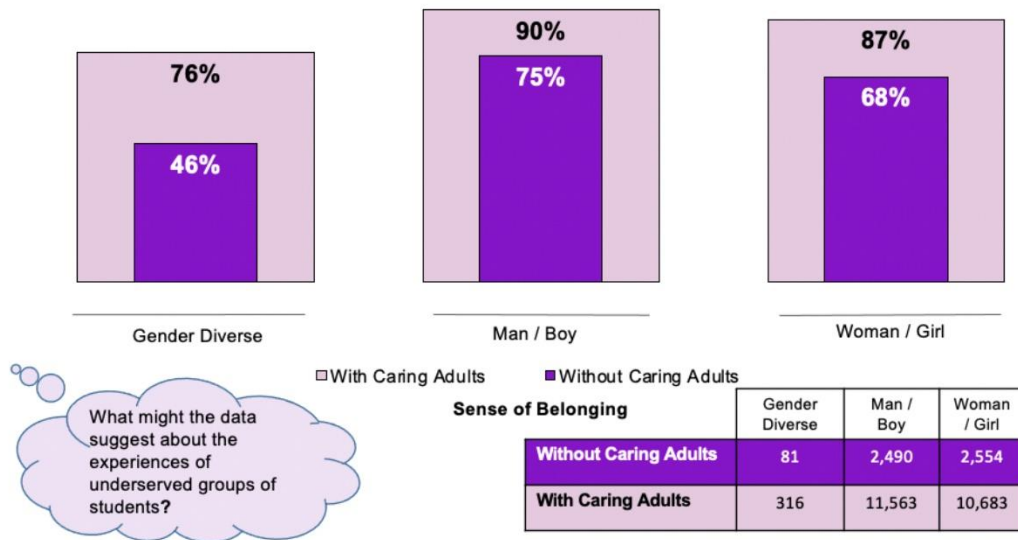 76%
46%
90%
75%
87%
68%
Gender Diverse
Man / Boy
Woman / Girl
With Caring Adults
Without Caring Adults
What might the data
suggest about the
experiences of
underserved groups of
students?
Sense of Belonging
Gender
Diverse
Man /
Boy
Woman
/ Girl
Without Caring Adults 81 2,490 2,554
With Caring Adults 316 11,563 10,683